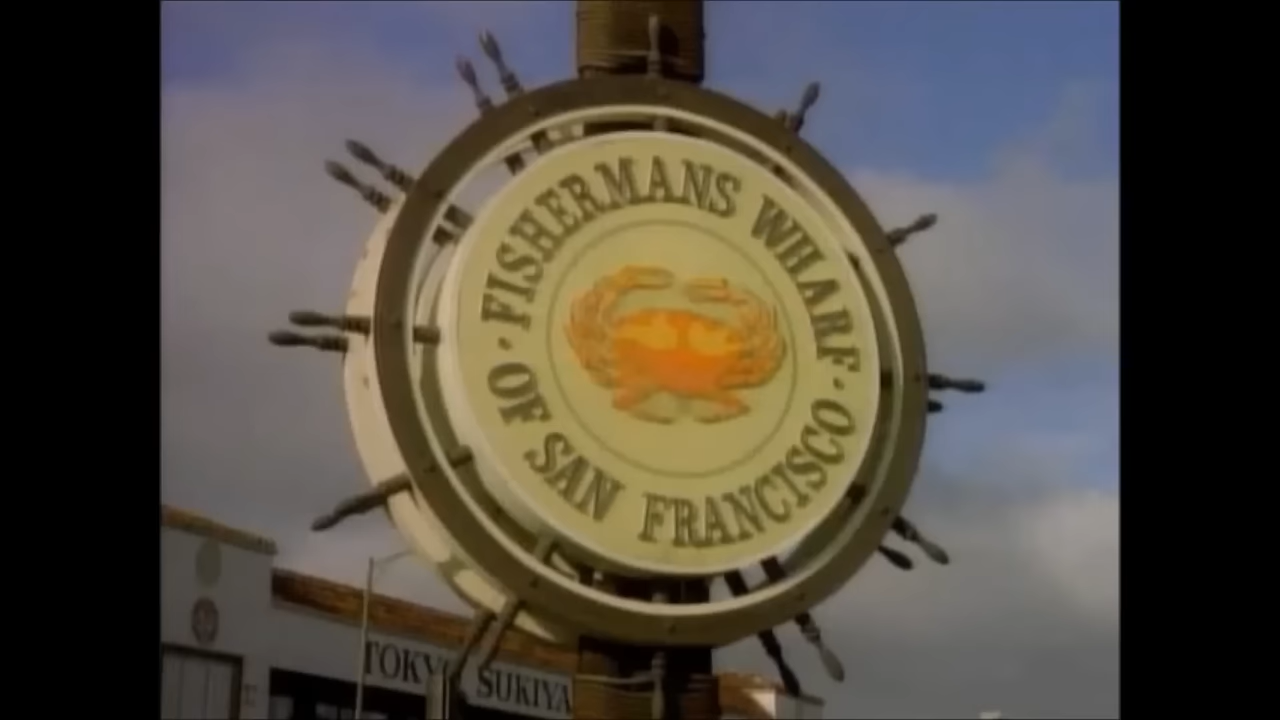 FISHERMANS WHARF
· OF SAN FRANCISCO ·
TOKYO SUKIYA